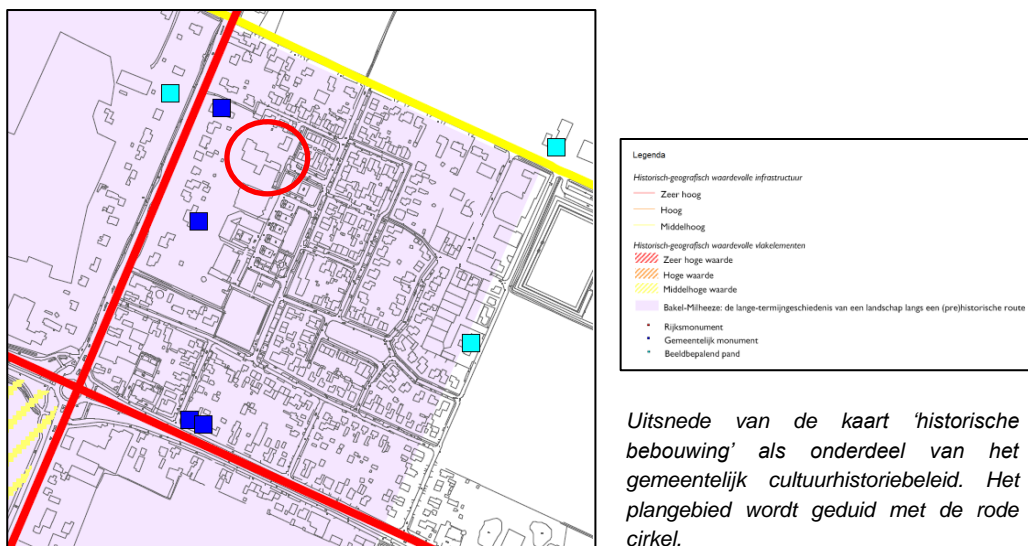 Legenda
Historisch-geografisch waardevolle infrastructuur
Zeer hoog
Hoog
Middelhoog
Historisch-geografisch waardevolle vlakelementen
Zeer hoge waarde
Hoge waarde
Middelhoge waarde
Bakel-Milheeze: de lange-termijngeschiedenis van een landschap langs een (pre)historische route
Rijksmonument
Gemeentelijk monument
Beeldbepalend pand
Uitsnede van de kaart ‘historische
bebouwing’ als onderdeel van het
gemeentelijk cultuurhistoriebeleid. Het
plangebied wordt geduid met de rode
cirkel.